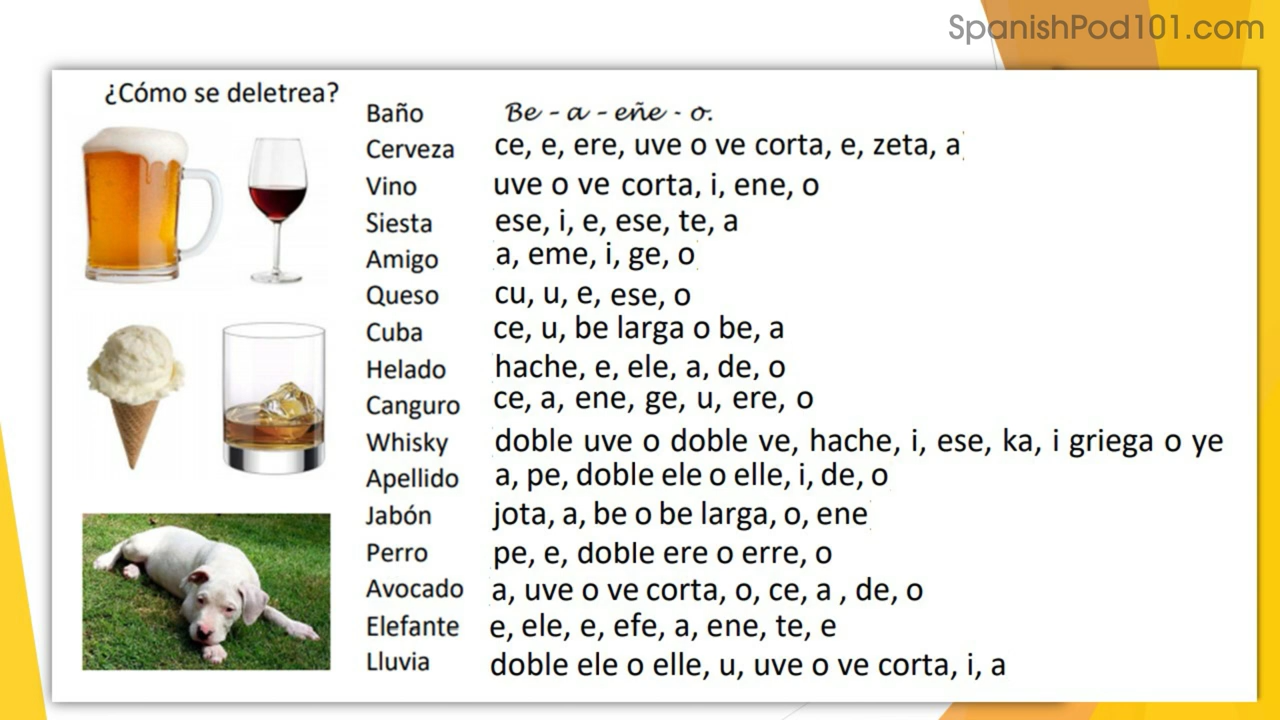 SpanishPod101.com
¿Cómo se deletrea?
Baño Be - a - eñe - o.
Cerveza ce, e, ere, uve o ve corta, e, zeta, a
Vino uve o ve corta, i, ene, o
Siesta ese, i, e, ese, te, a
Amigo a, eme, i, ge, o
Queso cu, u, e, ese, o
Cuba ce, u, be larga o be, a
Helado hache, e, ele, a, de, o
Canguro ce, a, ene, ge, u, ere, o
Whisky doble uve o doble ve, hache, i, ese, ka, i griega o ye
Apellido a, pe, doble ele o elle, i, de, o
Jabón jota, a, be o be larga, o, ene
Perro pe, e, doble ere o erre, o
Avocado a, uve o ve corta, o, ce, a , de, o
Elefante e, ele, e, efe, a, ene, te, e
Lluvia doble ele o elle, u, uve o ve corta, i, a